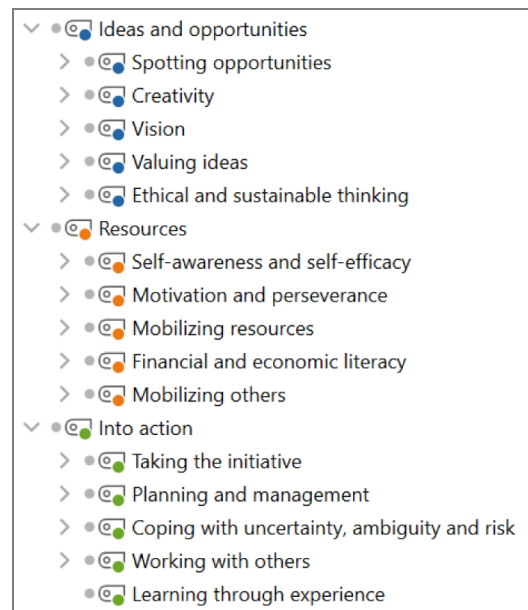 Ideas and opportunities
Spotting opportunities
Creativity
Vision
Valuing ideas
Ethical and sustainable thinking
Resources
Self-awareness and self-efficacy
Motivation and perseverance
Mobilizing resources
Financial and economic literacy
Mobilizing others
Into action
Taking the initiative
Planning and management
Coping with uncertainty, ambiguity and risk
Working with others
Learning through experience